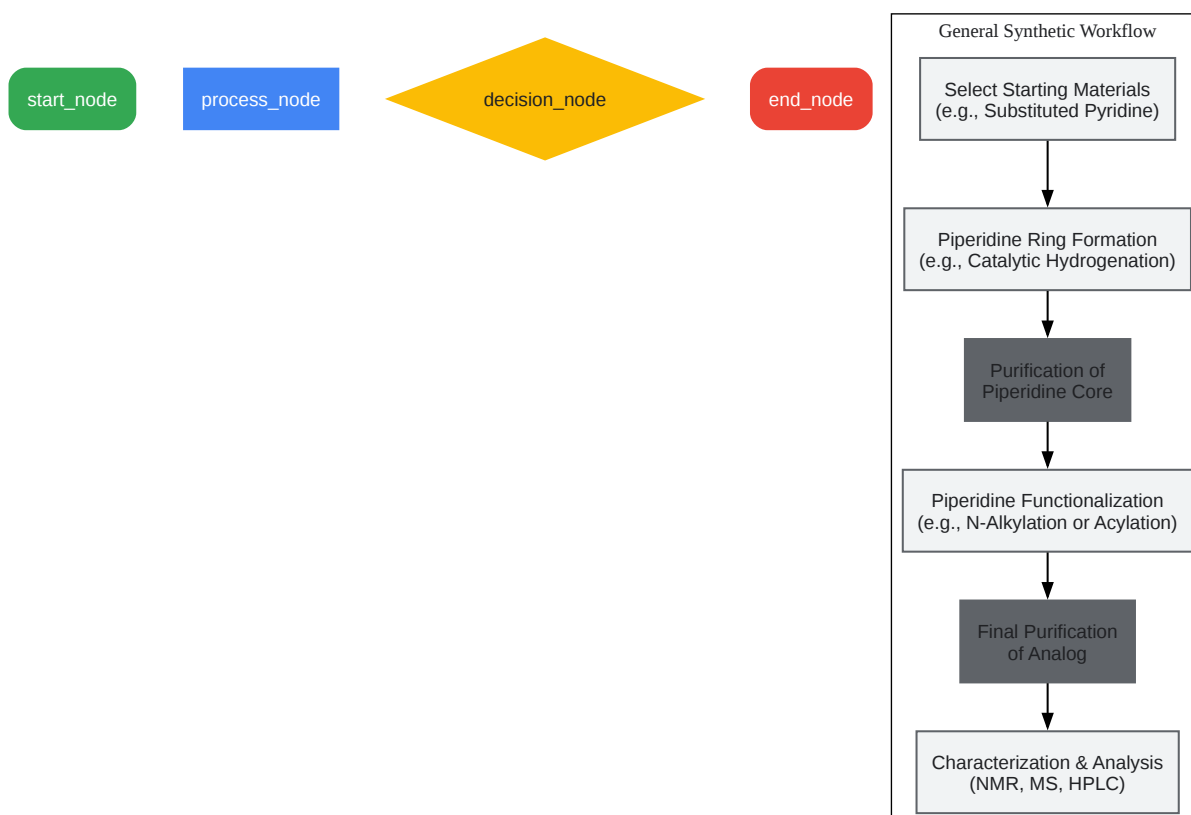 start_node
process_node
decision_node
end_node
General Synthetic Workflow
Select Starting Materials
(e.g., Substituted Pyridine)
Piperidine Ring Formation
(e.g., Catalytic Hydrogenation)
Purification of
Piperidine Core
Piperidine Functionalization
(e.g., N-Alkylation or Acylation)
Final Purification
of Analog
Characterization & Analysis
(NMR, MS, HPLC)